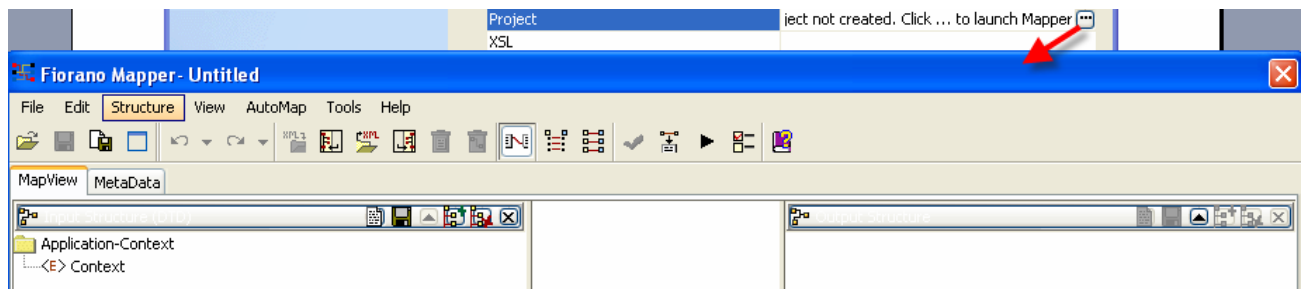 Project ject not created. Click ... to launch Mapper
XSL
Fiorano Mapper- Untitled
File Edit Structure View AutoMap Tools Help
MapView MetaData
Input Structure (DTD) Output Structure
Application-Context
<E> Context